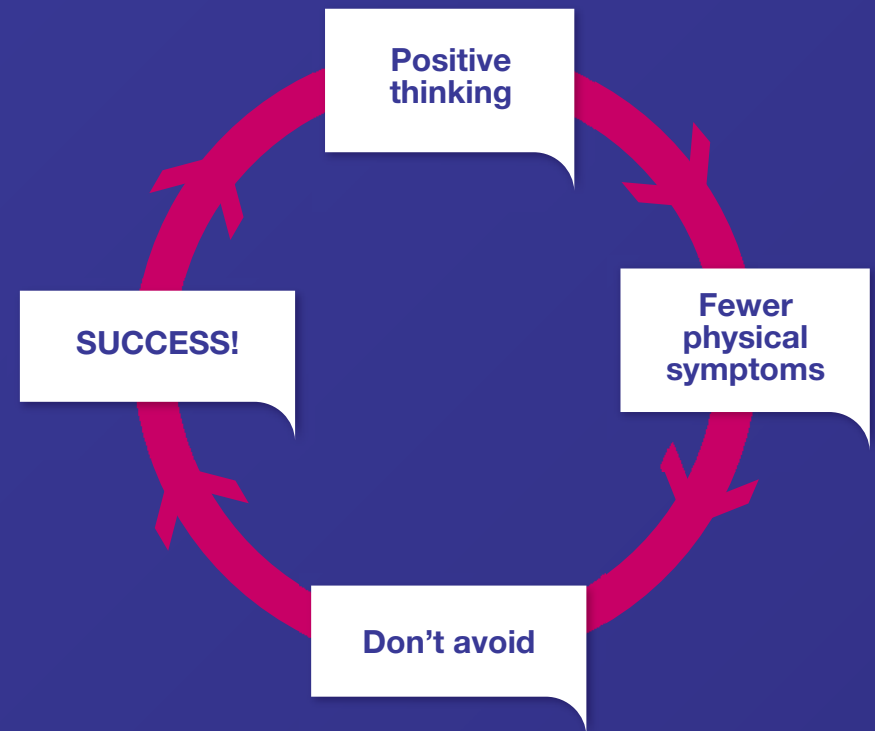 Positive
thinking
Fewer
physical
symptoms
Don’t avoid
SUCCESS!